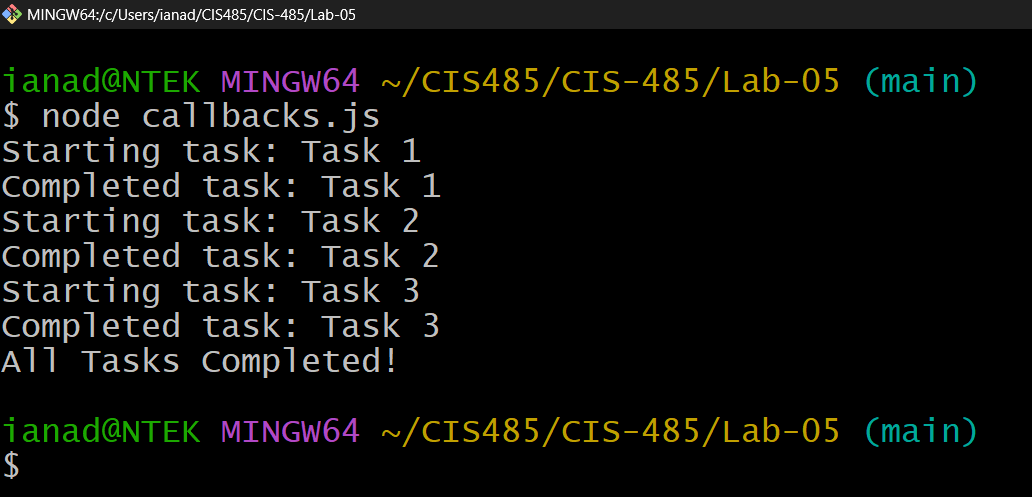 MINGW64:/c/Users/ianad/CIS485/CIS-485/Lab-05
ianad@NTEK MINGW64 ~/CIS485/CIS-485/Lab-05 (main)
$ node callbacks.js
Starting task: Task 1
Completed task: Task 1
Starting task: Task 2
Completed task: Task 2
Starting task: Task 3
Completed task: Task 3
All Tasks Completed!
ianad@NTEK MINGW64 ~/CIS485/CIS-485/Lab-05 (main)
$